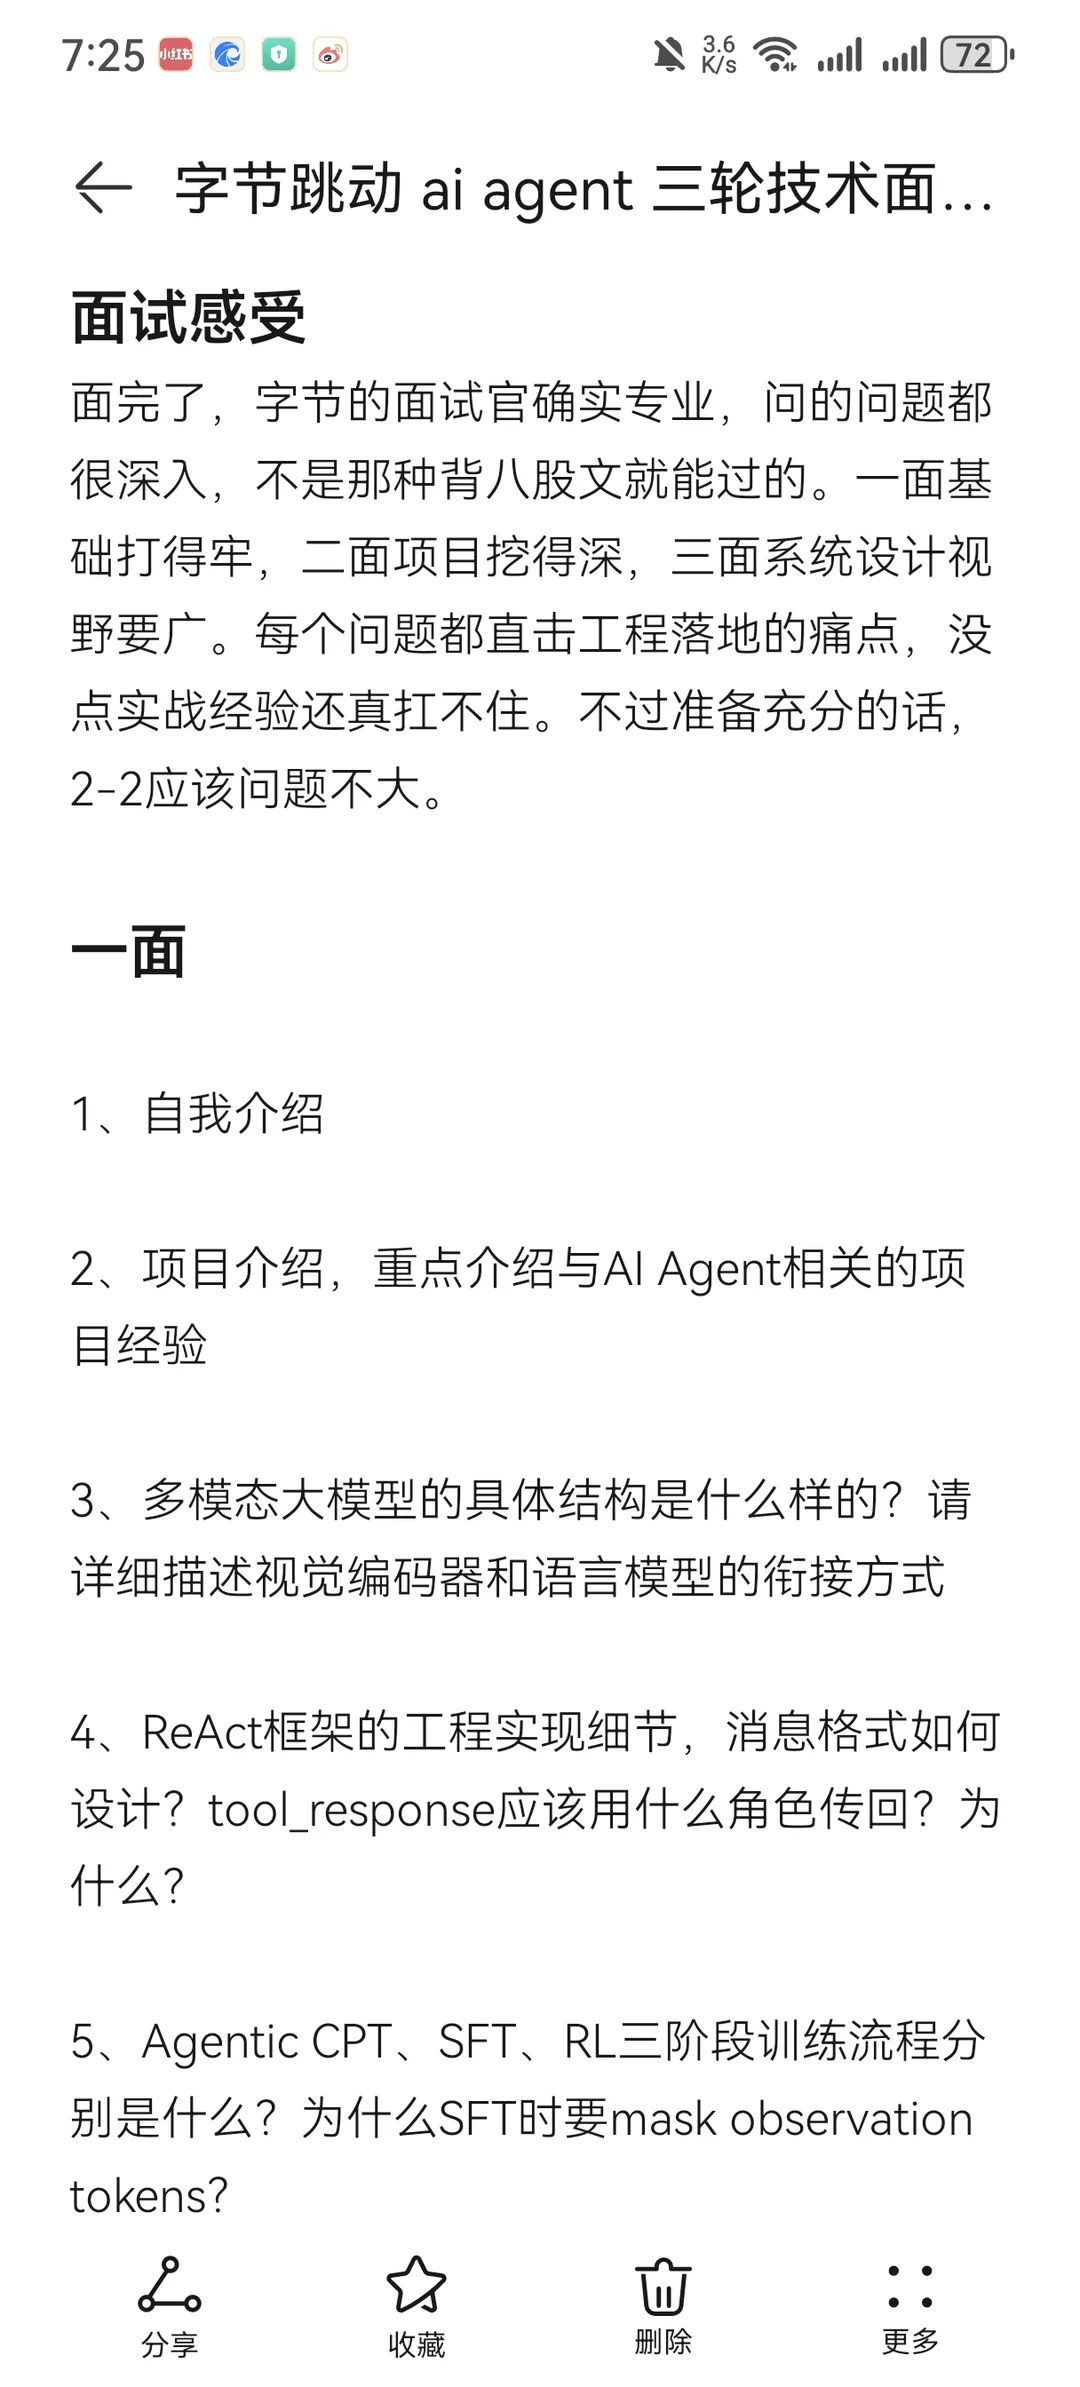 7:25
小红书
3.6
K/s
72
字节跳动 ai agent 三轮技术面...
面试感受
面完了，字节的面试官确实专业，问的问题都
很深入，不是那种背八股文就能过的。一面基
础打得牢，二面项目挖得深，三面系统设计视
野要广。每个问题都直击工程落地的痛点，没
点实战经验还真扛不住。不过准备充分的话，
2-2应该问题不大。
一面
1、自我介绍
2、项目介绍，重点介绍与AI Agent相关的项
目经验
3、多模态大模型的具体结构是什么样的？请
详细描述视觉编码器和语言模型的衔接方式
4、ReAct框架的工程实现细节，消息格式如何
设计？tool_response应该用什么角色传回？为
什么？
5、Agentic CPT、SFT、RL三阶段训练流程分
别是什么？为什么SFT时要mask observation
tokens？
分享
收藏
删除
更多